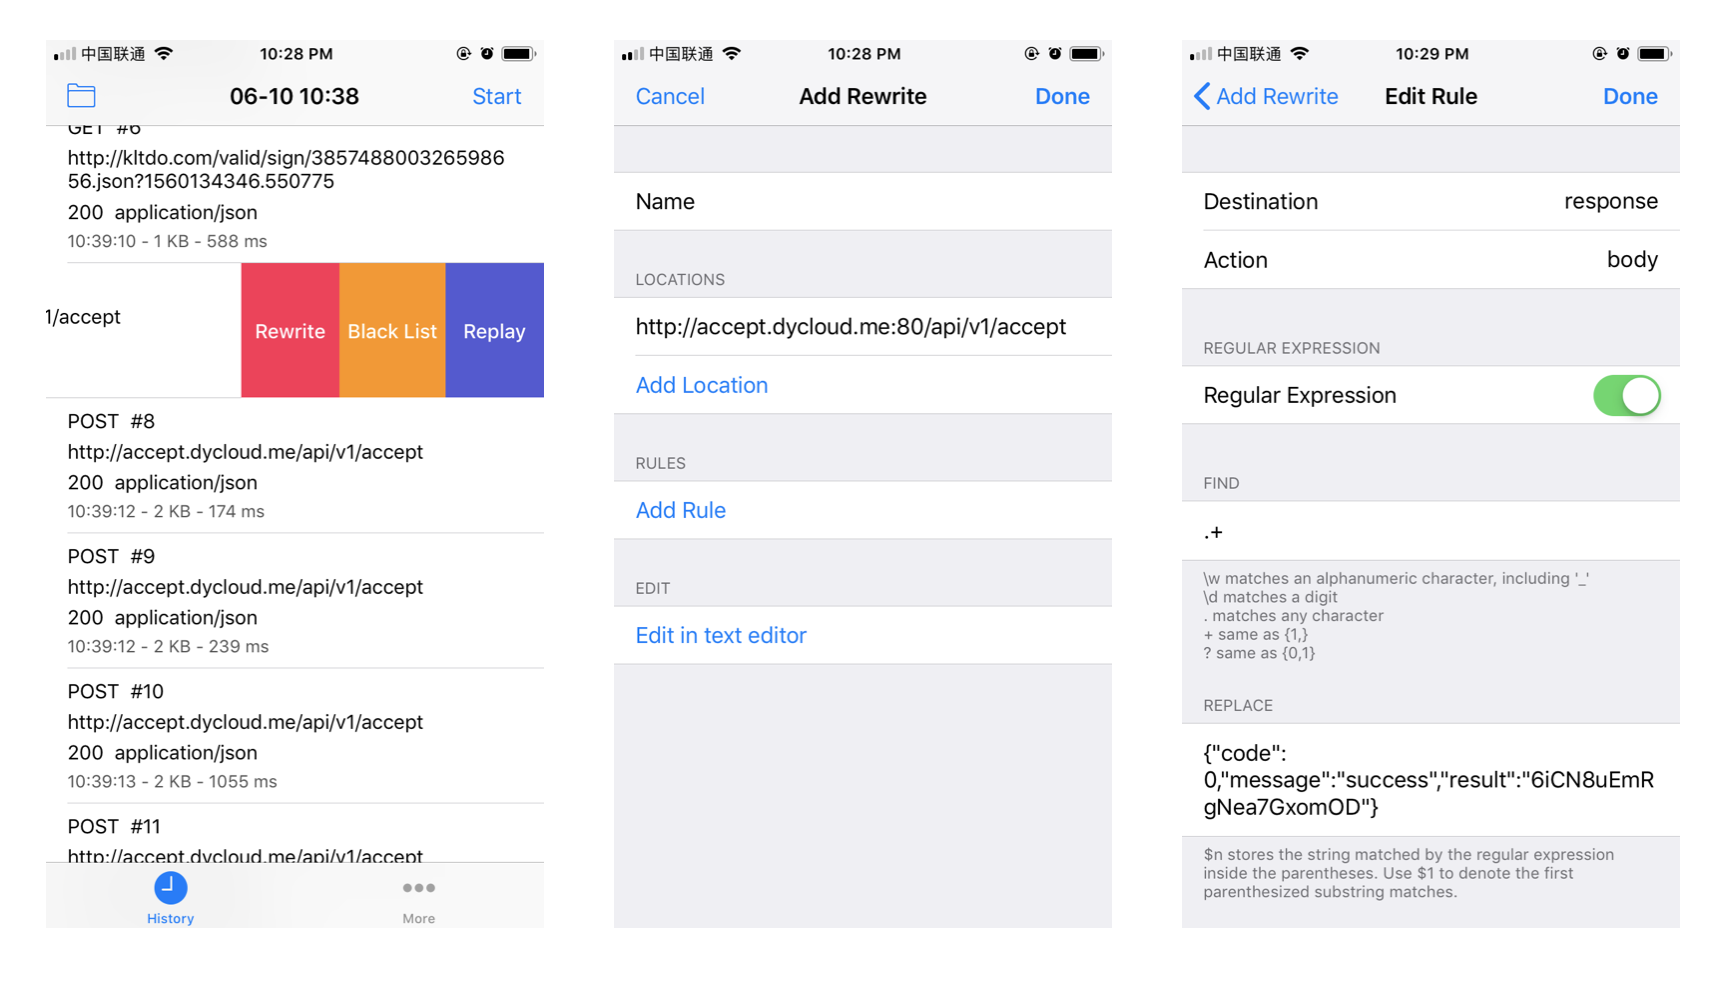 中国联通 10:28 PM
06-10 10:38 Start
GET #6
http://kltdo.com/valid/sign/3857488003265986
56.json?1560134346.550775
200 application/json
10:39:10 - 1 KB - 588 ms
1/accept Rewrite Black List Replay
POST #8
http://accept.dycloud.me/api/v1/accept
200 application/json
10:39:12 - 2 KB - 174 ms
POST #9
http://accept.dycloud.me/api/v1/accept
200 application/json
10:39:12 - 2 KB - 239 ms
POST #10
http://accept.dycloud.me/api/v1/accept
200 application/json
10:39:13 - 2 KB - 1055 ms
POST #11
http://accept.dycloud.me/api/v1/accept
History More
中国联通 10:28 PM
Cancel Add Rewrite Done
Name
LOCATIONS
http://accept.dycloud.me:80/api/v1/accept
Add Location
RULES
Add Rule
EDIT
Edit in text editor
中国联通 10:29 PM
Add Rewrite Edit Rule Done
Destination response
Action body
REGULAR EXPRESSION
Regular Expression
FIND
.+
\w matches an alphanumeric character, including '_'
\d matches a digit
. matches any character
+ same as {1,}
? same as {0,1}
REPLACE
{"code":
0,"message":"success","result":"6iCN8uEmR
gNea7GxomOD"}
$n stores the string matched by the regular expression
inside the parentheses. Use $1 to denote the first
parenthesized substring matches.